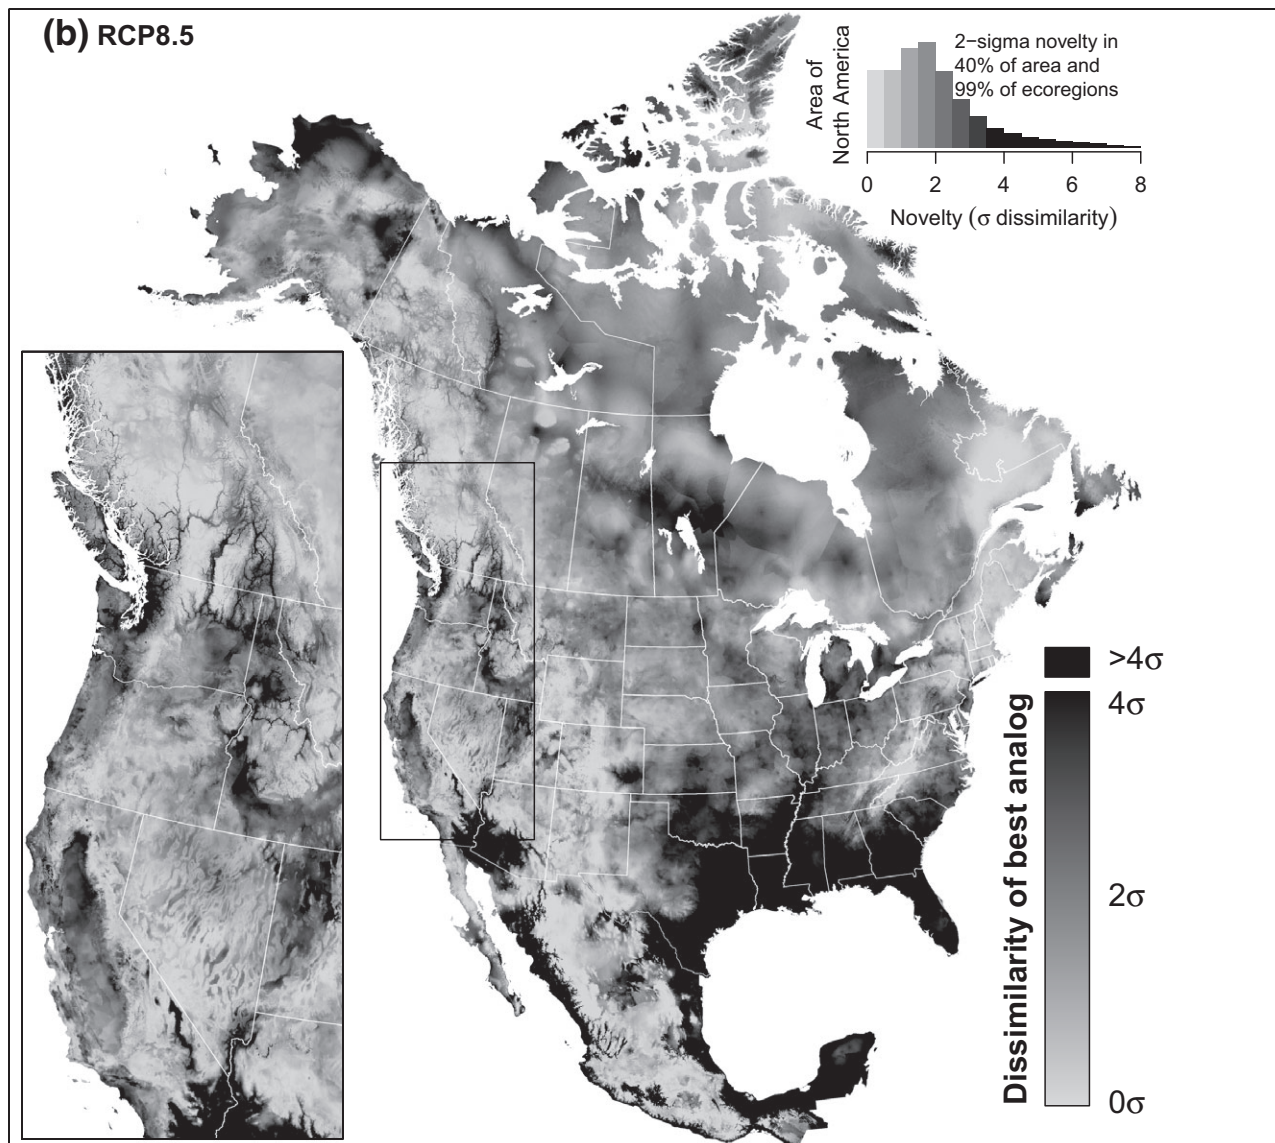 (b) RCP8.5
Area of
North America
2−sigma novelty in
40% of area and
99% of ecoregions
0 2 4 6 8
Novelty (σ dissimilarity)
Dissimilarity of best analog
>4σ
4σ
2σ
0σ